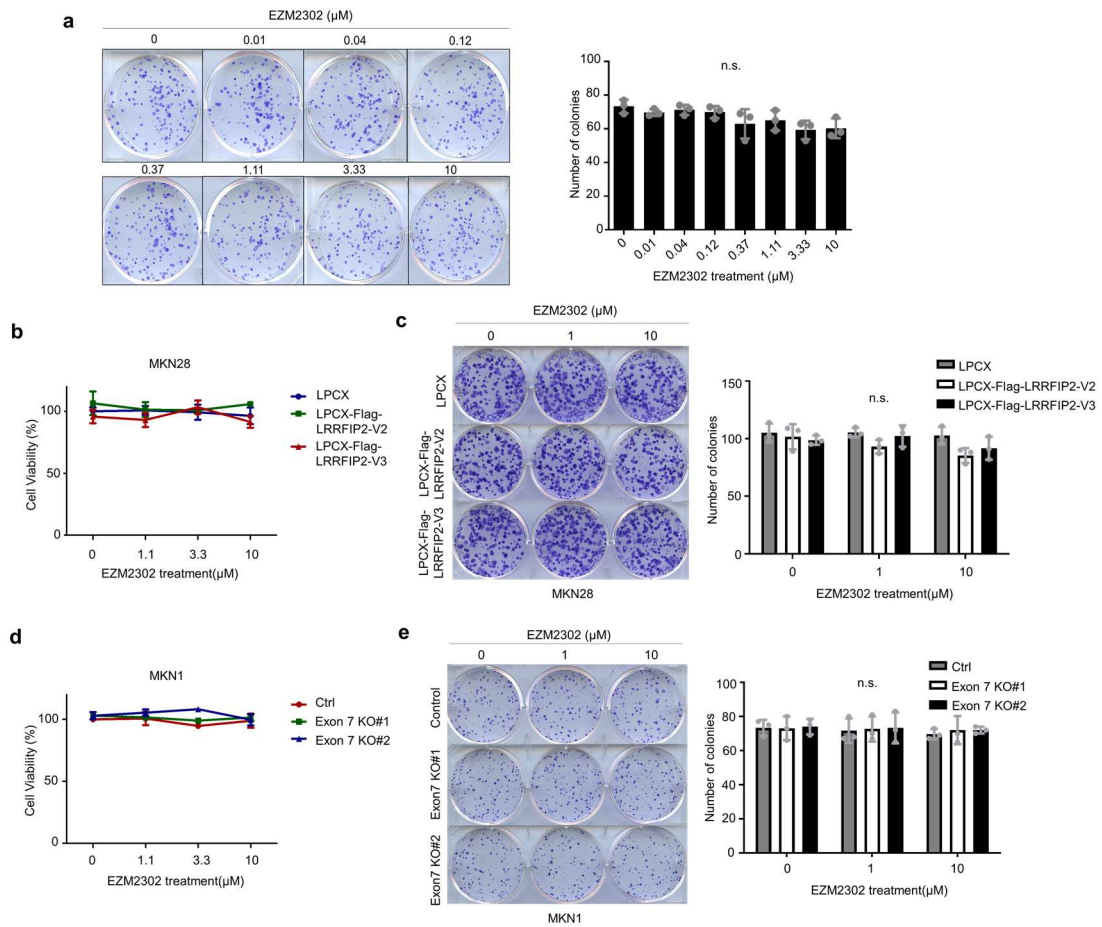 a
EZM2302 (µM)
0 0.01 0.04 0.12
0.37 1.11 3.33 10
n.s.
Number of colonies
100
80
60
40
20
0
0 0.01 0.04 0.12 0.37 1.11 3.33 10
EZM2302 treatment (µM)
b
MKN28
Cell Viability (%)
100
50
0
0 1.1 3.3 10
EZM2302 treatment(µM)
LPCX
LPCX-Flag-
LRRFIP2-V2
LPCX-Flag-
LRRFIP2-V3
c
EZM2302 (µM)
0 1 10
LPCX
LPCX-Flag-
LRRFIP2-V2
LPCX-Flag-
LRRFIP2-V3
MKN28
LPCX
LPCX-Flag-LRRFIP2-V2
LPCX-Flag-LRRFIP2-V3
n.s.
Number of colonies
150
100
50
0
0 1 10
EZM2302 treatment(µM)
d
MKN1
Cell Viability (%)
100
50
0
0 1.1 3.3 10
EZM2302 treatment(µM)
Ctrl
Exon 7 KO#1
Exon 7 KO#2
e
EZM2302 (µM)
0 1 10
Control
Exon7 KO#1
Exon7 KO#2
MKN1
Ctrl
Exon 7 KO#1
Exon 7 KO#2
n.s.
Number of colonies
100
80
60
40
20
0
0 1 10
EZM2302 treatment(µM)